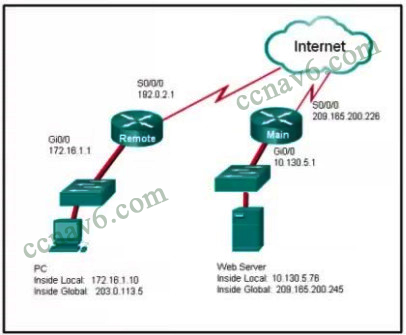 Internet
S0/0/0
192.0.2.1
S0/0/0
209.165.200.226
Remote
Main
Gi0/0
172.16.1.1
Gi0/0
10.130.5.1
PC
Inside Local: 172.16.1.10
Inside Global: 203.0.113.5
Web Server
Inside Local: 10.130.5.76
Inside Global: 209.165.200.245
ccnav6.com
ccnav6.com